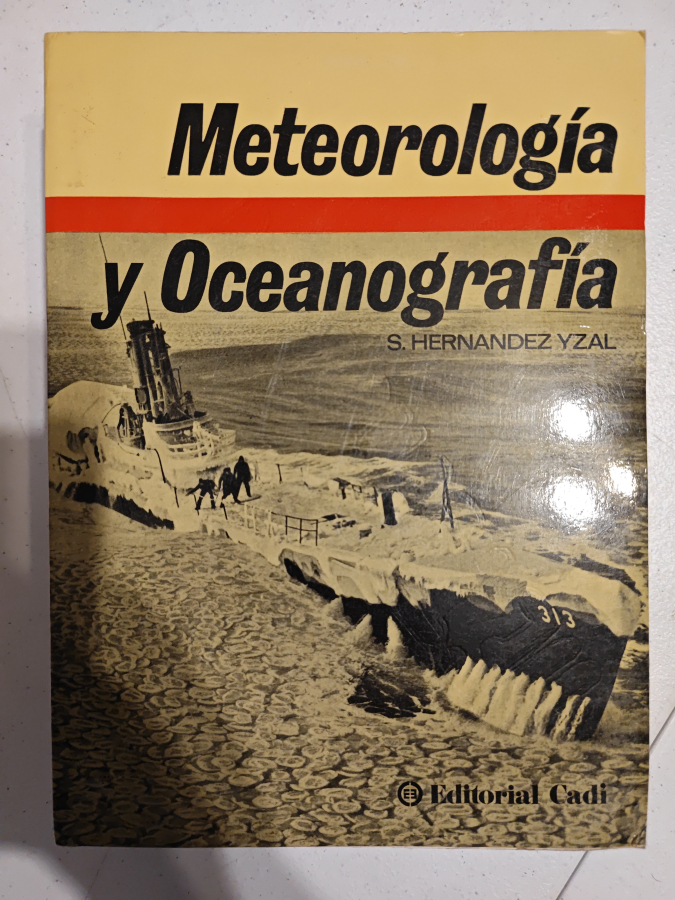 Meteorología
y Oceanografía
S. HERNANDEZ YZAL
313
Editorial Cadi